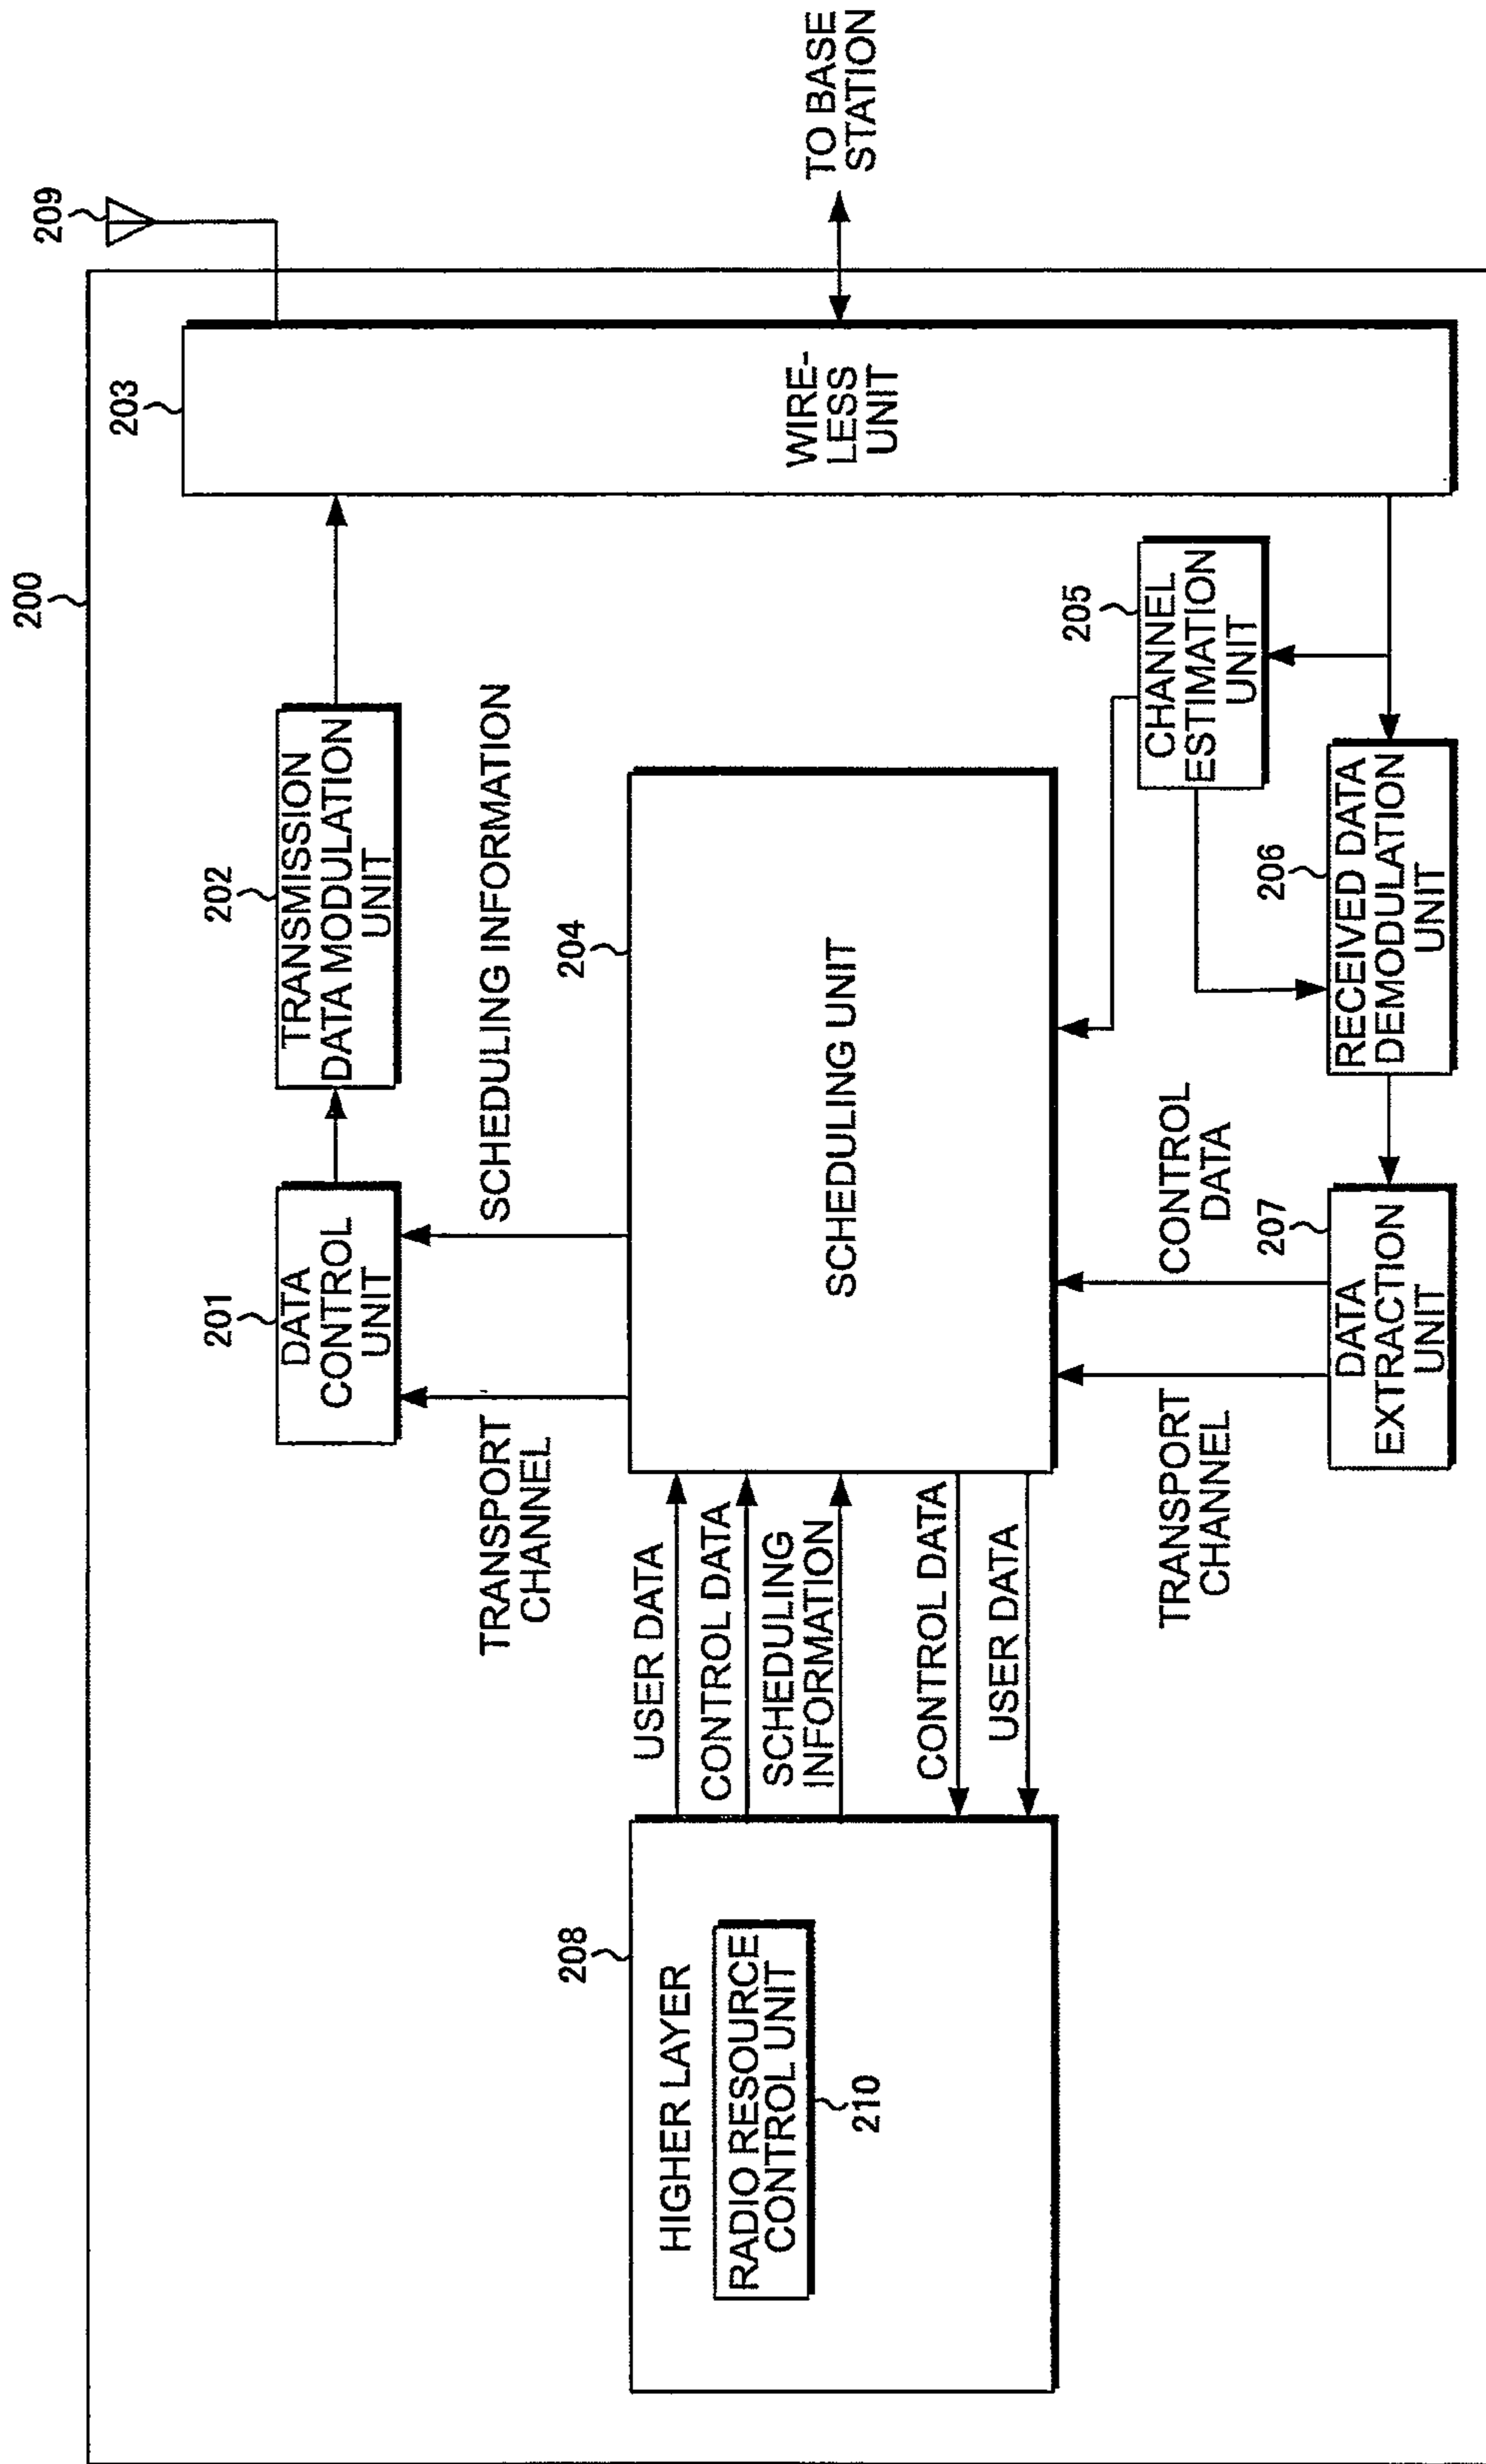 200
209
203
WIRE-
LESS
UNIT
TO BASE
STATION
202
TRANSMISSION
DATA MODULATION
UNIT
201
DATA
CONTROL
UNIT
TRANSPORT
CHANNEL
SCHEDULING INFORMATION
204
SCHEDULING UNIT
208
HIGHER LAYER
RADIO RESOURCE
CONTROL UNIT
210
USER DATA
CONTROL DATA
SCHEDULING
INFORMATION
CONTROL DATA
USER DATA
TRANSPORT
CHANNEL
CONTROL
DATA
207
DATA
EXTRACTION
UNIT
206
RECEIVED DATA
DEMODULATION
UNIT
205
CHANNEL
ESTIMATION
UNIT